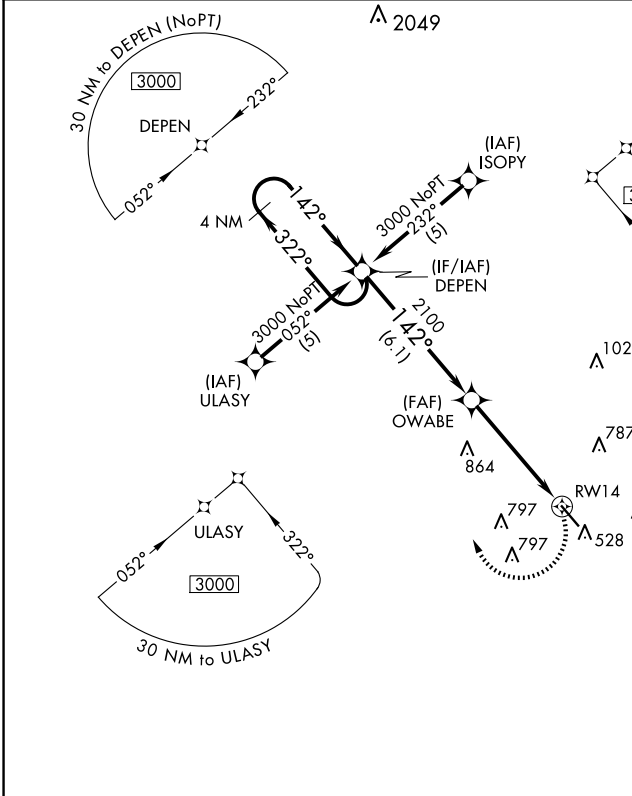 2049
30 NM to DEPEN (NoPT)
3000
232°
DEPEN
052°
(IAF)
ISOPY
3000 NoPT
232°
(5)
4 NM
142°
322°
(IF/IAF)
DEPEN
3000 NoPT
052°
(5)
2100
142°
(6.1)
(IAF)
ULASY
102
(FAF)
OWABE
787
864
RW14
797
797
528
ULASY
052°
322°
3000
30 NM to ULASY